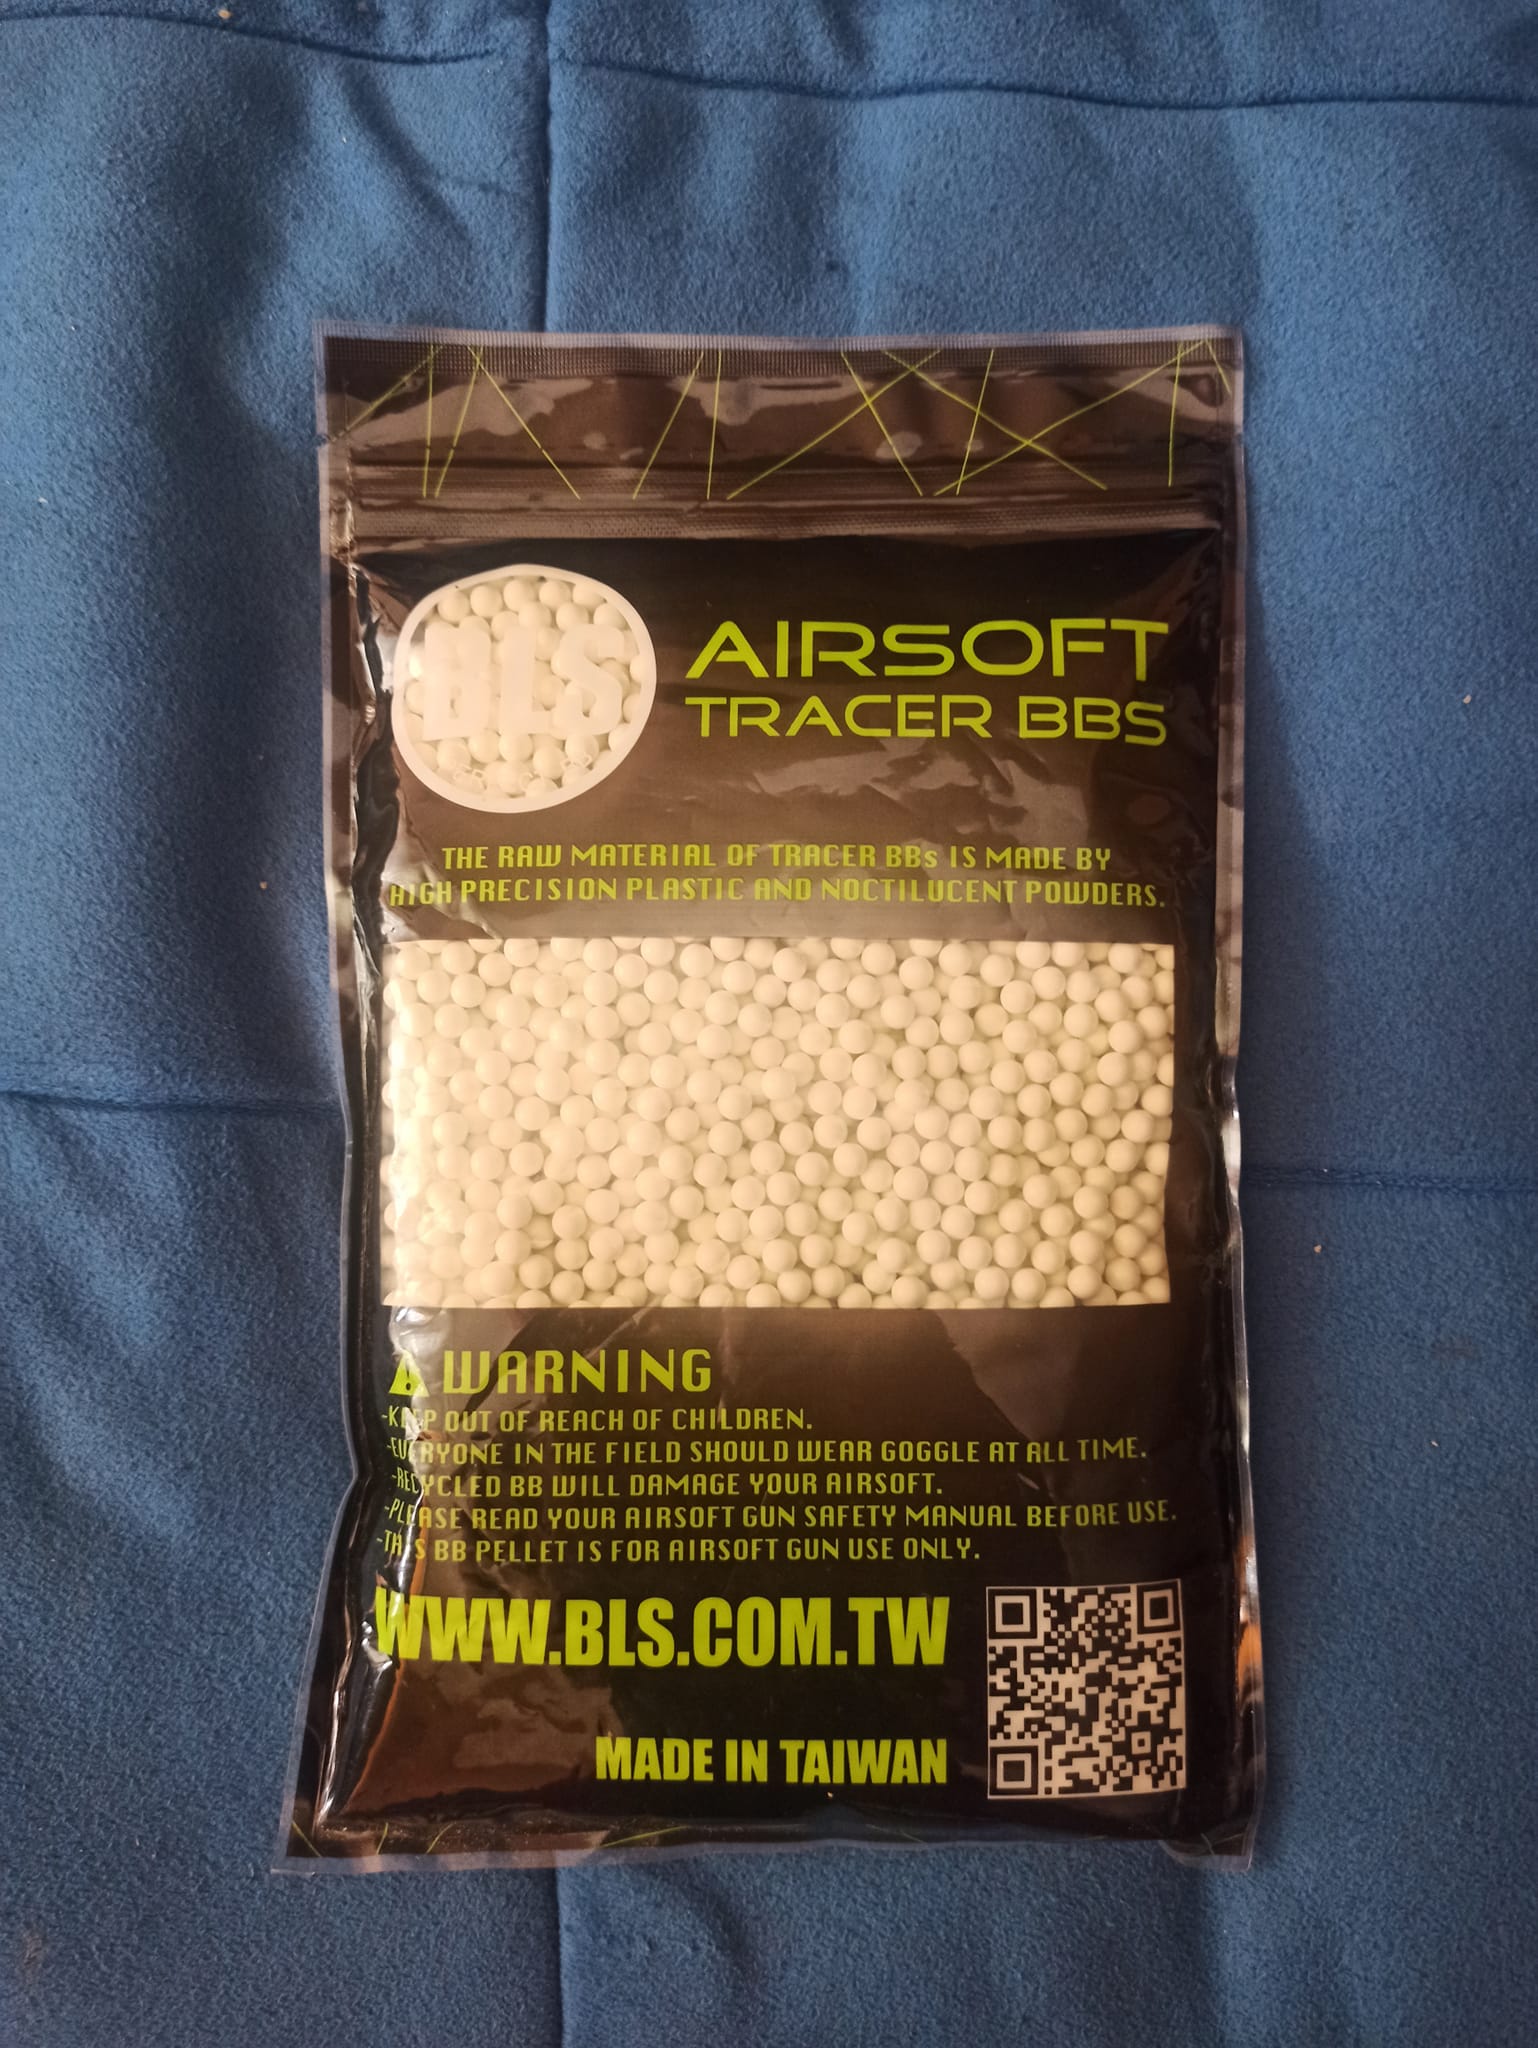 BLS
AIRSOFT
TRACER BBS
THE RAW MATERIAL OF TRACER BBs IS MADE BY
HIGH PRECISION PLASTIC AND NOCTILUCENT POWDERS.
WARNING
-KEEP OUT OF REACH OF CHILDREN.
-EVERYONE IN THE FIELD SHOULD WEAR GOGGLE AT ALL TIME.
-RECYCLED BB WILL DAMAGE YOUR AIRSOFT.
-PLEASE READ YOUR AIRSOFT GUN SAFETY MANUAL BEFORE USE.
-THIS BB PELLET IS FOR AIRSOFT GUN USE ONLY.
WWW.BLS.COM.TW
MADE IN TAIWAN